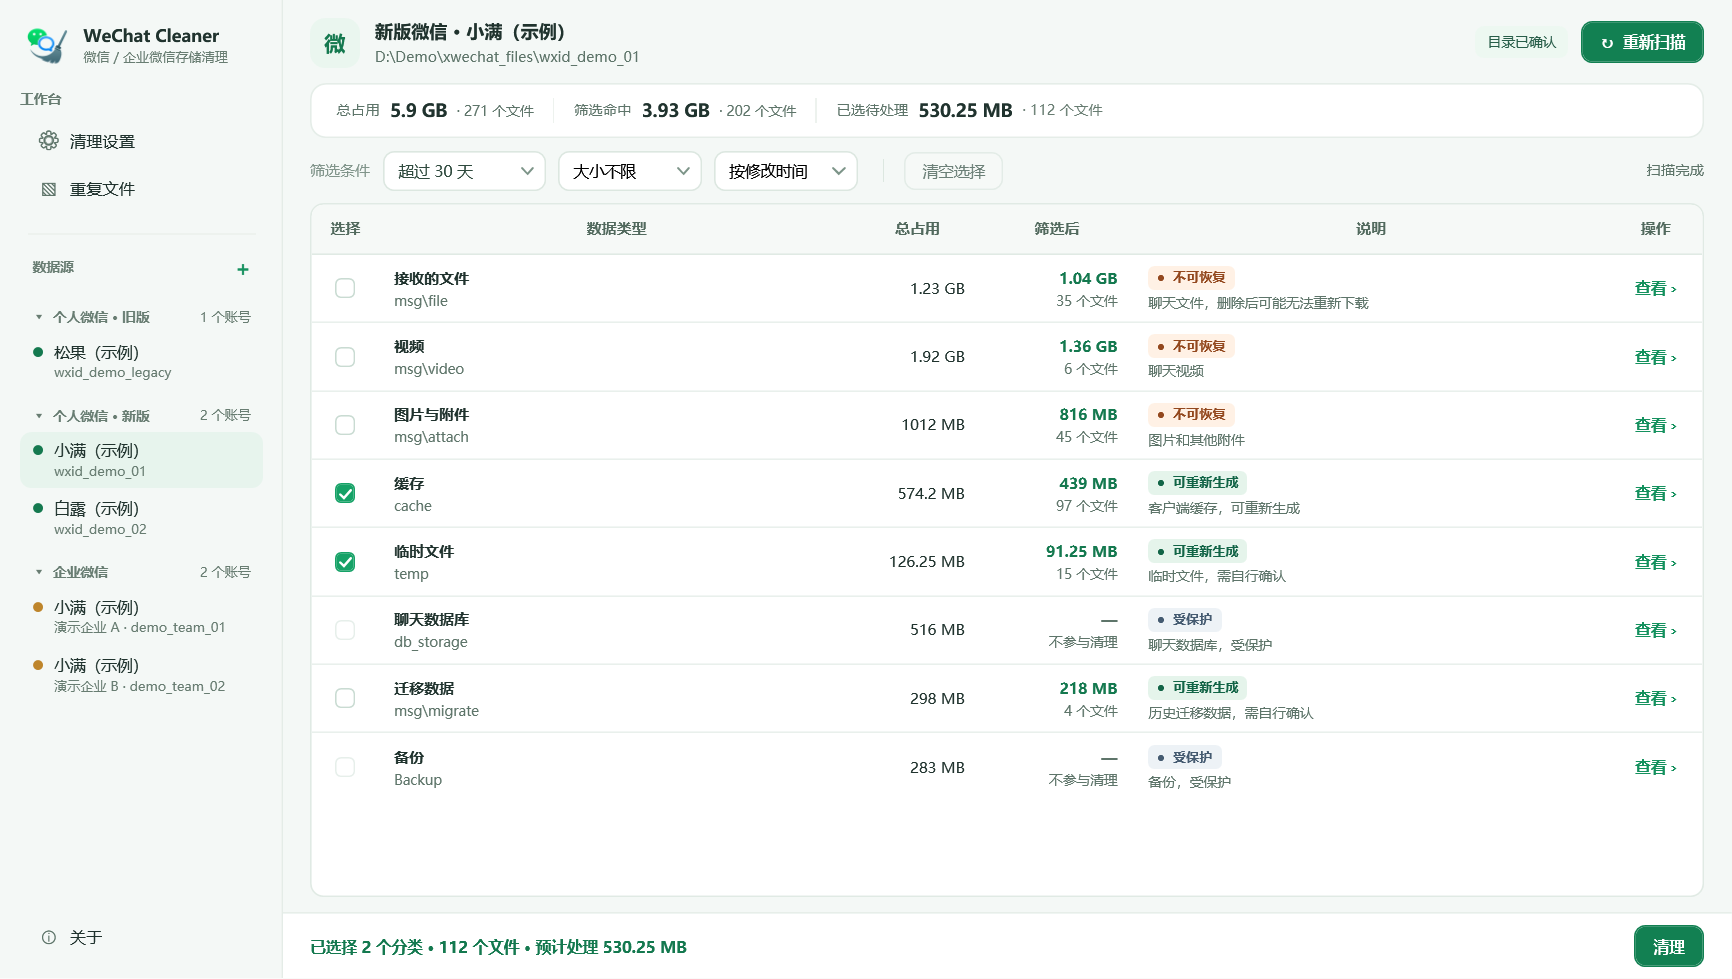 WeChat Cleaner
微信 / 企业微信存储清理
工作台
清理设置
重复文件
数据源
+
个人微信 • 旧版 1 个账号
松果（示例）
wxid_demo_legacy
个人微信 • 新版 2 个账号
小满（示例）
wxid_demo_01
白露（示例）
wxid_demo_02
企业微信 2 个账号
小满（示例）
演示企业 A · demo_team_01
小满（示例）
演示企业 B · demo_team_02
关于
微
新版微信 • 小满（示例）
D:\Demo\xwechat_files\wxid_demo_01
目录已确认
↻ 重新扫描
总占用 5.9 GB · 271 个文件 筛选命中 3.93 GB · 202 个文件 已选待处理 530.25 MB · 112 个文件
筛选条件 超过 30 天 大小不限 按修改时间 清空选择 扫描完成
选择 数据类型 总占用 筛选后 说明 操作
接收的文件 1.04 GB • 不可恢复
1.23 GB 查看 ›
msg\file 35 个文件 聊天文件，删除后可能无法重新下载
视频 1.36 GB • 不可恢复
1.92 GB 查看 ›
msg\video 6 个文件 聊天视频
图片与附件 816 MB • 不可恢复
1012 MB 查看 ›
msg\attach 45 个文件 图片和其他附件
缓存 439 MB • 可重新生成
574.2 MB 查看 ›
cache 97 个文件 客户端缓存，可重新生成
临时文件 91.25 MB • 可重新生成
126.25 MB 查看 ›
temp 15 个文件 临时文件，需自行确认
聊天数据库 — • 受保护
516 MB 查看 ›
db_storage 不参与清理 聊天数据库，受保护
迁移数据 218 MB • 可重新生成
298 MB 查看 ›
msg\migrate 4 个文件 历史迁移数据，需自行确认
备份 — • 受保护
283 MB 查看 ›
Backup 不参与清理 备份，受保护
已选择 2 个分类 • 112 个文件 • 预计处理 530.25 MB
清理